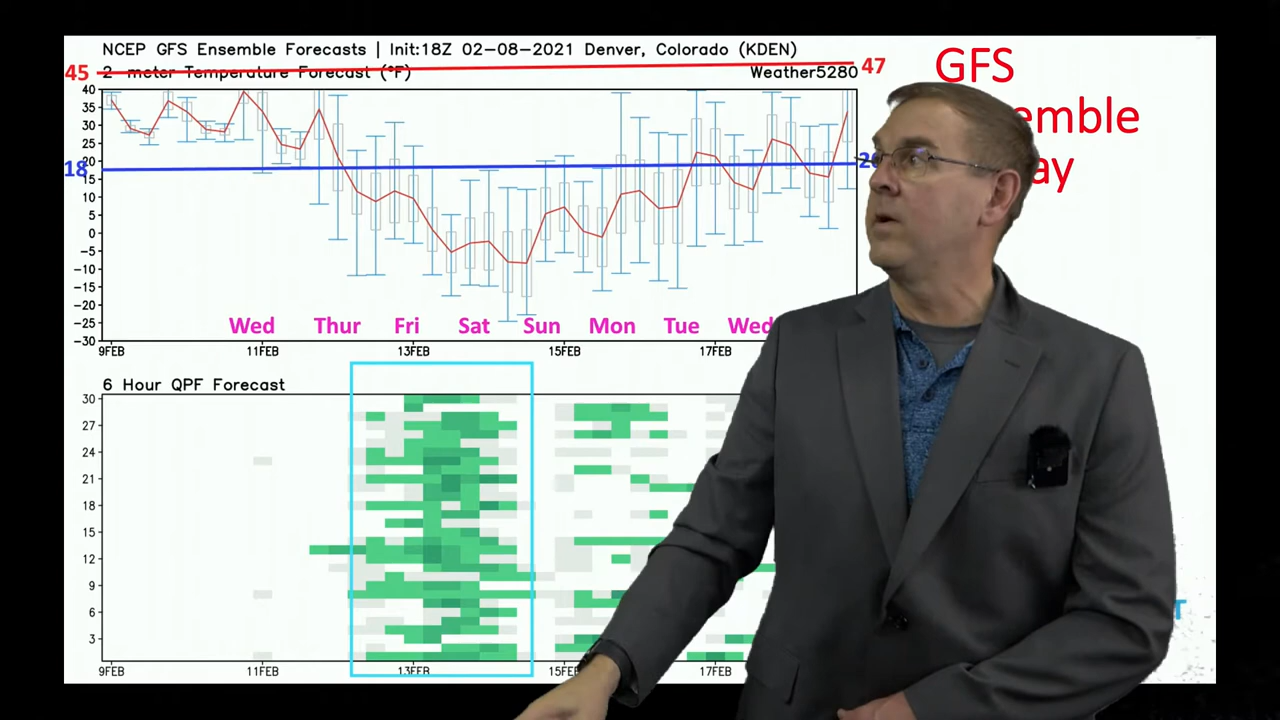 NCEP GFS Ensemble Forecasts | Init:18Z 02-08-2021 Denver, Colorado (KDEN)
2-meter Temperature Forecast (°F)
Weather5280
45
47
GFS
emble
ay
40
35
30
25
20
15
10
5
0
-5
-10
-15
-20
-25
-30
18
Wed Thur Fri Sat Sun Mon Tue Wed
9FEB 11FEB 13FEB 15FEB 17FEB
6 Hour QPF Forecast
30
27
24
21
18
15
12
9
6
3
T
9FEB 11FEB 13FEB 15FEB 17FEB